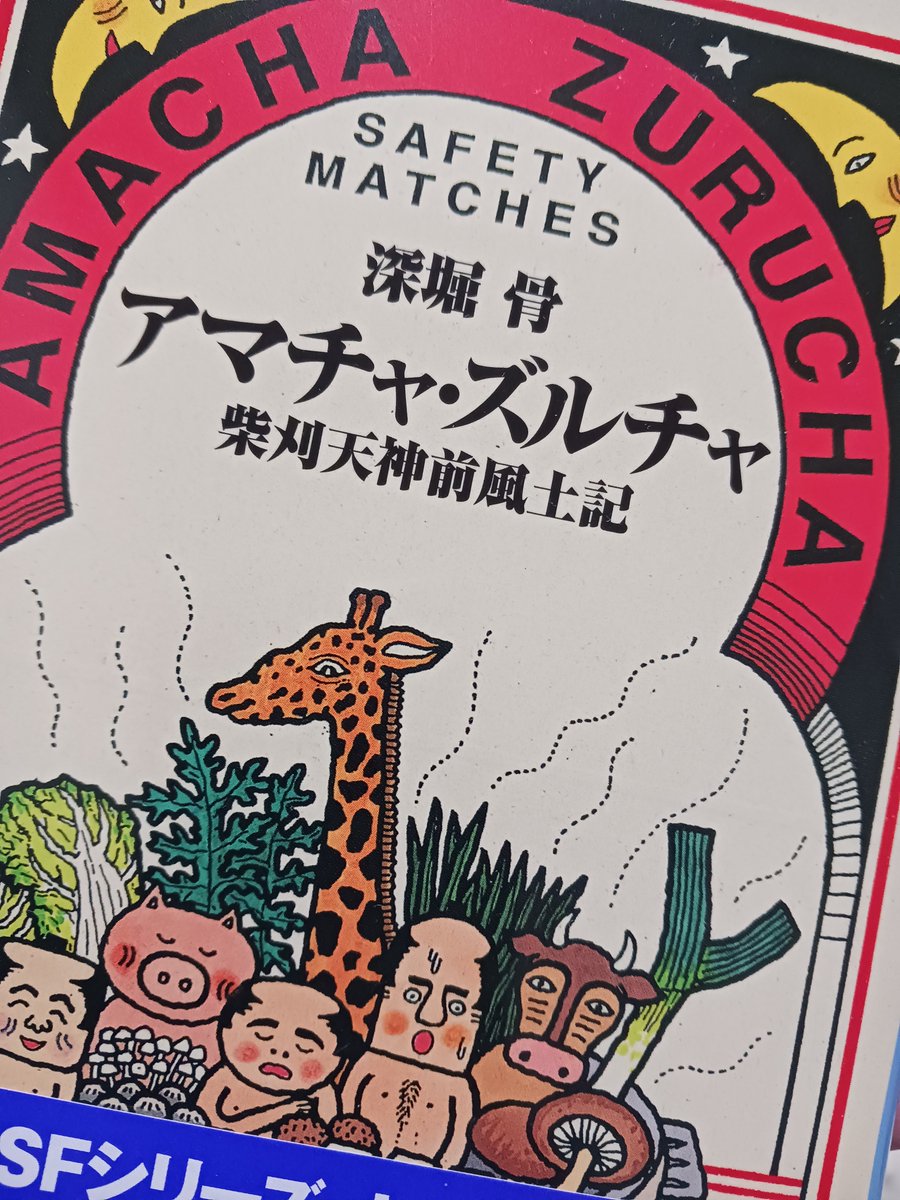 AMACHA ZURUCHA
SAFETY
MATCHES
深堀 骨
アマチャ・ズルチャ
柴刈天神前風土記
SFシリーズ